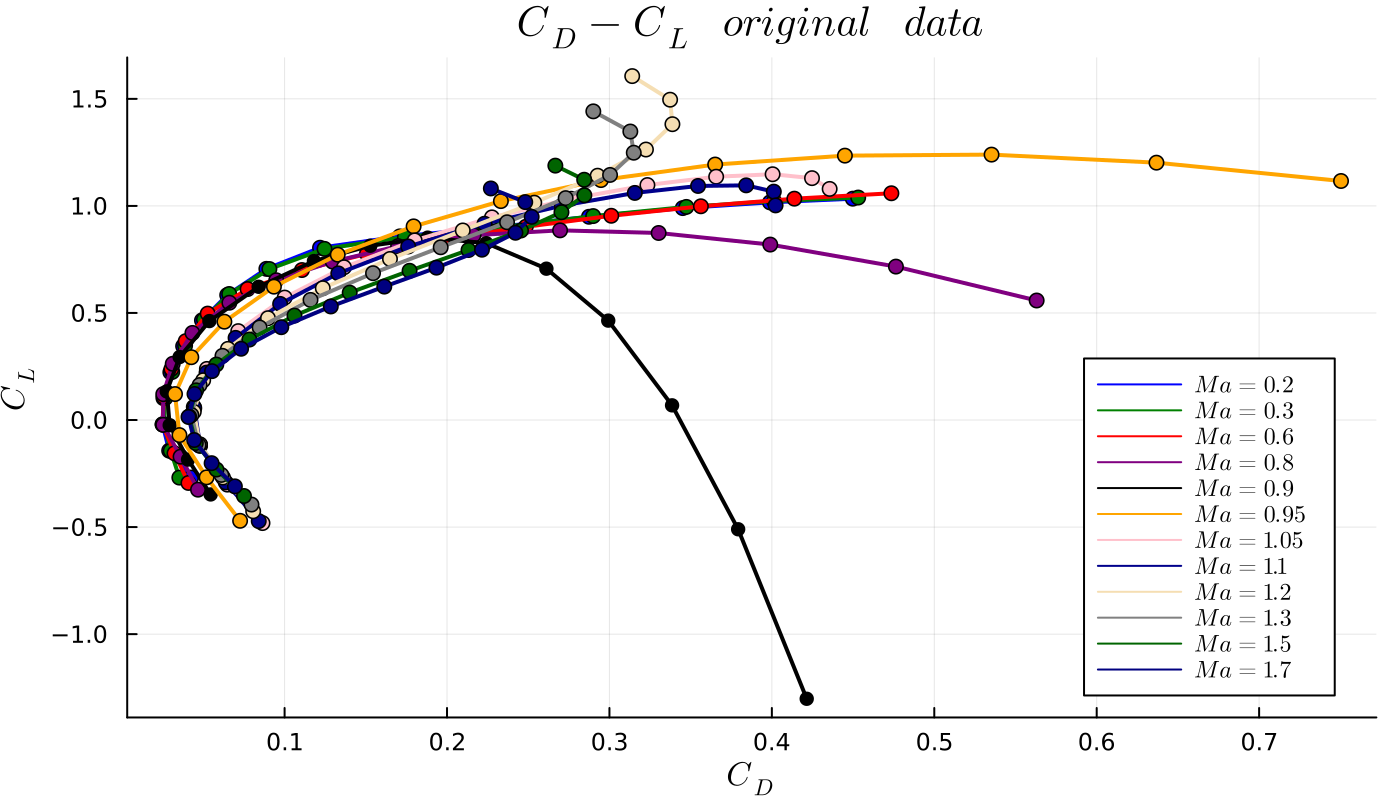 C_D − C_L original data
1.5
1.0
0.5
0.0
−0.5
−1.0
C_L
0.1 0.2 0.3 0.4 0.5 0.6 0.7
C_D
Ma = 0.2
Ma = 0.3
Ma = 0.6
Ma = 0.8
Ma = 0.9
Ma = 0.95
Ma = 1.05
Ma = 1.1
Ma = 1.2
Ma = 1.3
Ma = 1.5
Ma = 1.7